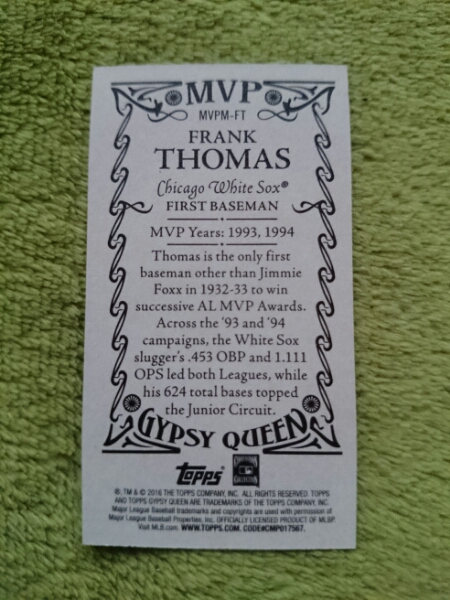 MVP
MVPM-FT
FRANK
THOMAS
Chicago White Sox®
FIRST BASEMAN
MVP Years: 1993, 1994
Thomas is the only first
baseman other than Jimmie
Foxx in 1932-33 to win
successive AL MVP Awards.
Across the '93 and '94
campaigns, the White Sox
slugger's .453 OBP and 1.111
OPS led both Leagues, while
his 624 total bases topped
the Junior Circuit.
GYPSY QUEEN
Topps
®, TM & © 2016 THE TOPPS COMPANY, INC. ALL RIGHTS RESERVED. TOPPS
AND TOPPS GYPSY QUEEN ARE TRADEMARKS OF THE TOPPS COMPANY, INC.
Major League Baseball trademarks and copyrights are used with permission of
Major League Baseball Properties, Inc. OFFICIALLY LICENSED PRODUCT OF MLBP.
Visit MLB.com. WWW.TOPPS.COM. CODE#CMP017567.